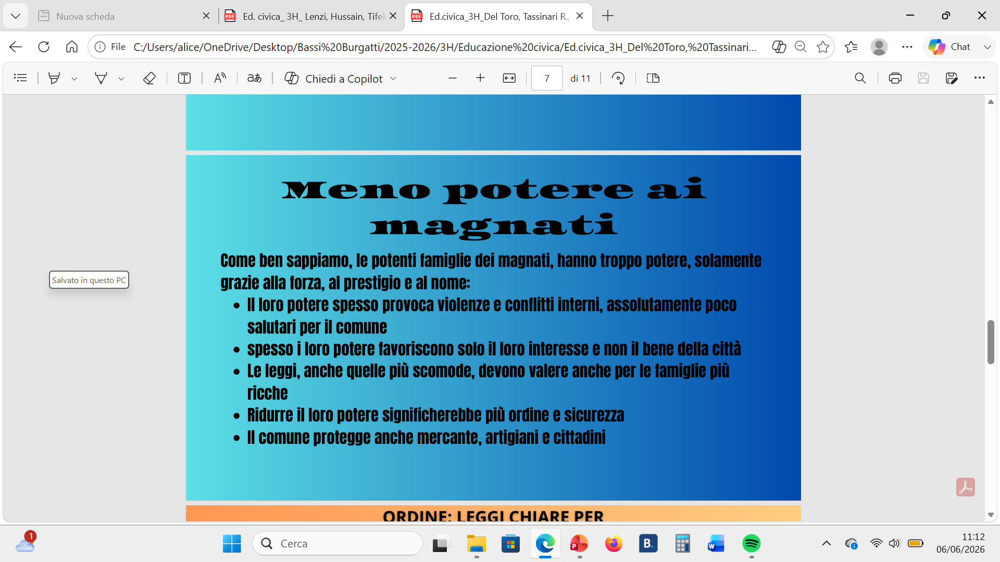 Nuova scheda
Ed. civica_ 3H_ Lenzi, Hussain, Tifek
Ed.civica_3H_Del Toro, Tassinari R.,
File C:/Users/alice/OneDrive/Desktop/Bassi%20Burgatti/2025-2026/3H/Educazione%20civica/Ed.civica_3H_Del%20Toro,%20Tassinari...
Chat
Chiedi a Copilot
7 di 11
Meno potere ai
magnati
Come ben sappiamo, le potenti famiglie dei magnati, hanno troppo potere, solamente
grazie alla forza, al prestigio e al nome:
• Il loro potere spesso provoca violenze e conflitti interni, assolutamente poco
salutari per il comune
• spesso i loro potere favoriscono solo il loro interesse e non il bene della città
• Le leggi, anche quelle più scomode, devono valere anche per le famiglie più
ricche
• Ridurre il loro potere significherebbe più ordine e sicurezza
• Il comune protegge anche mercante, artigiani e cittadini
Salvato in questo PC
ORDINE: LEGGI CHIARE PER
1
Cerca
11:12
06/06/2026